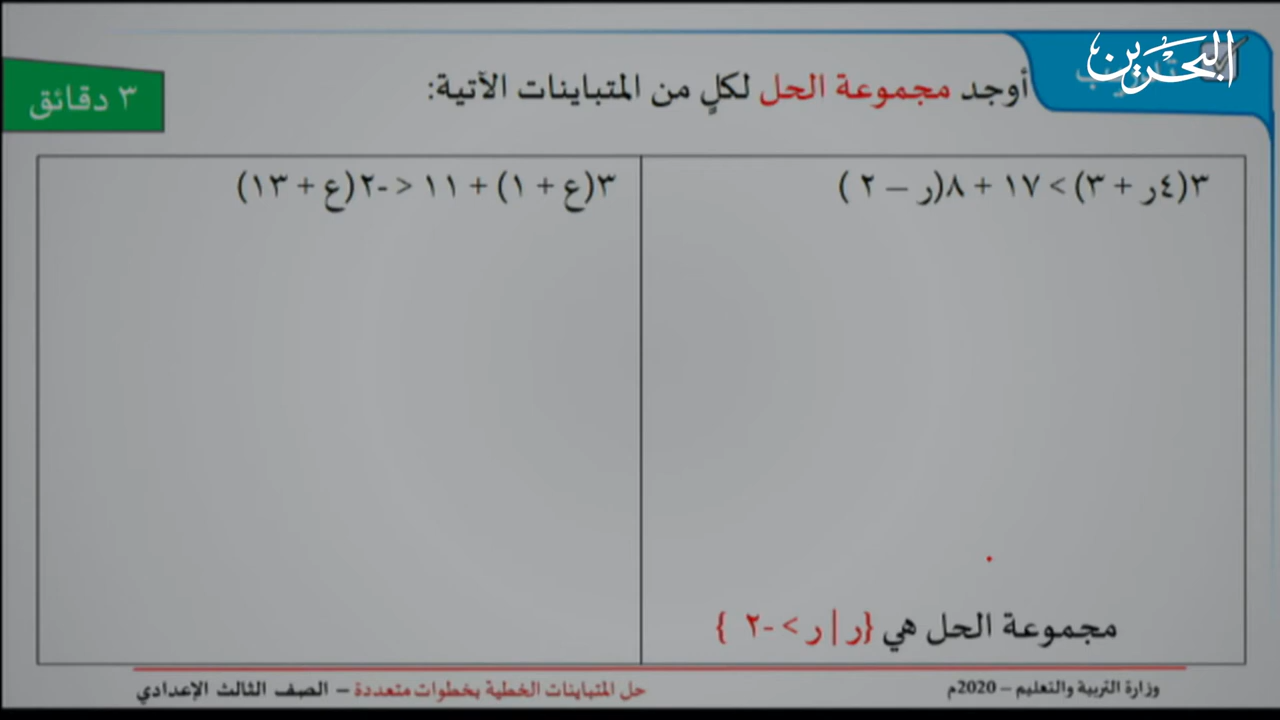 تدريب
البحرين
أوجد مجموعة الحل لكلٍ من المتباينات الآتية:
٣ دقائق
٣(٤ر + ٣) > ١٧ + ٨(ر – ٢ )
٣(ع + ١) + ١١ < -٢(ع + ١٣)
مجموعة الحل هي {ر | ر < -٢ }
وزارة التربية والتعليم – 2020م
حل المتباينات الخطية بخطوات متعددة – الصف الثالث الإعدادي